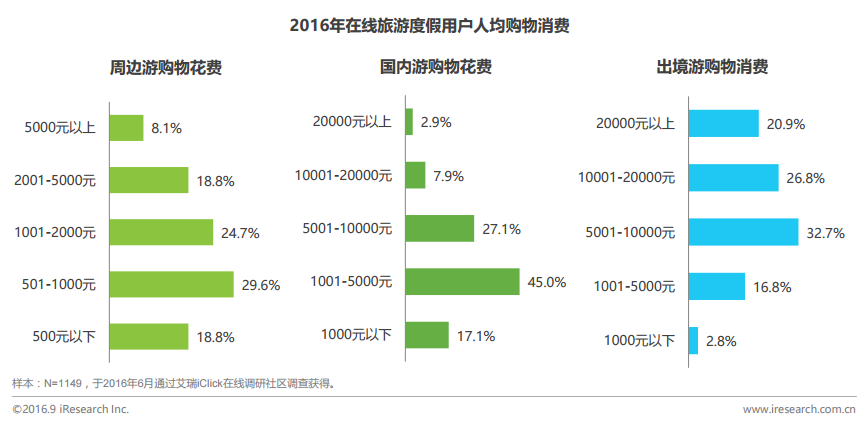 2016年在线旅游度假用户人均购物消费
周边游购物花费
5000元以上 8.1%
2001-5000元 18.8%
1001-2000元 24.7%
501-1000元 29.6%
500元以下 18.8%
国内游购物花费
20000元以上 2.9%
10001-20000元 7.9%
5001-10000元 27.1%
1001-5000元 45.0%
1000元以下 17.1%
出境游购物消费
20000元以上 20.9%
10001-20000元 26.8%
5001-10000元 32.7%
1001-5000元 16.8%
1000元以下 2.8%
样本：N=1149，于2016年6月通过艾瑞iClick在线调研社区调查获得。
©2016.9 iResearch Inc.
www.iresearch.com.cn